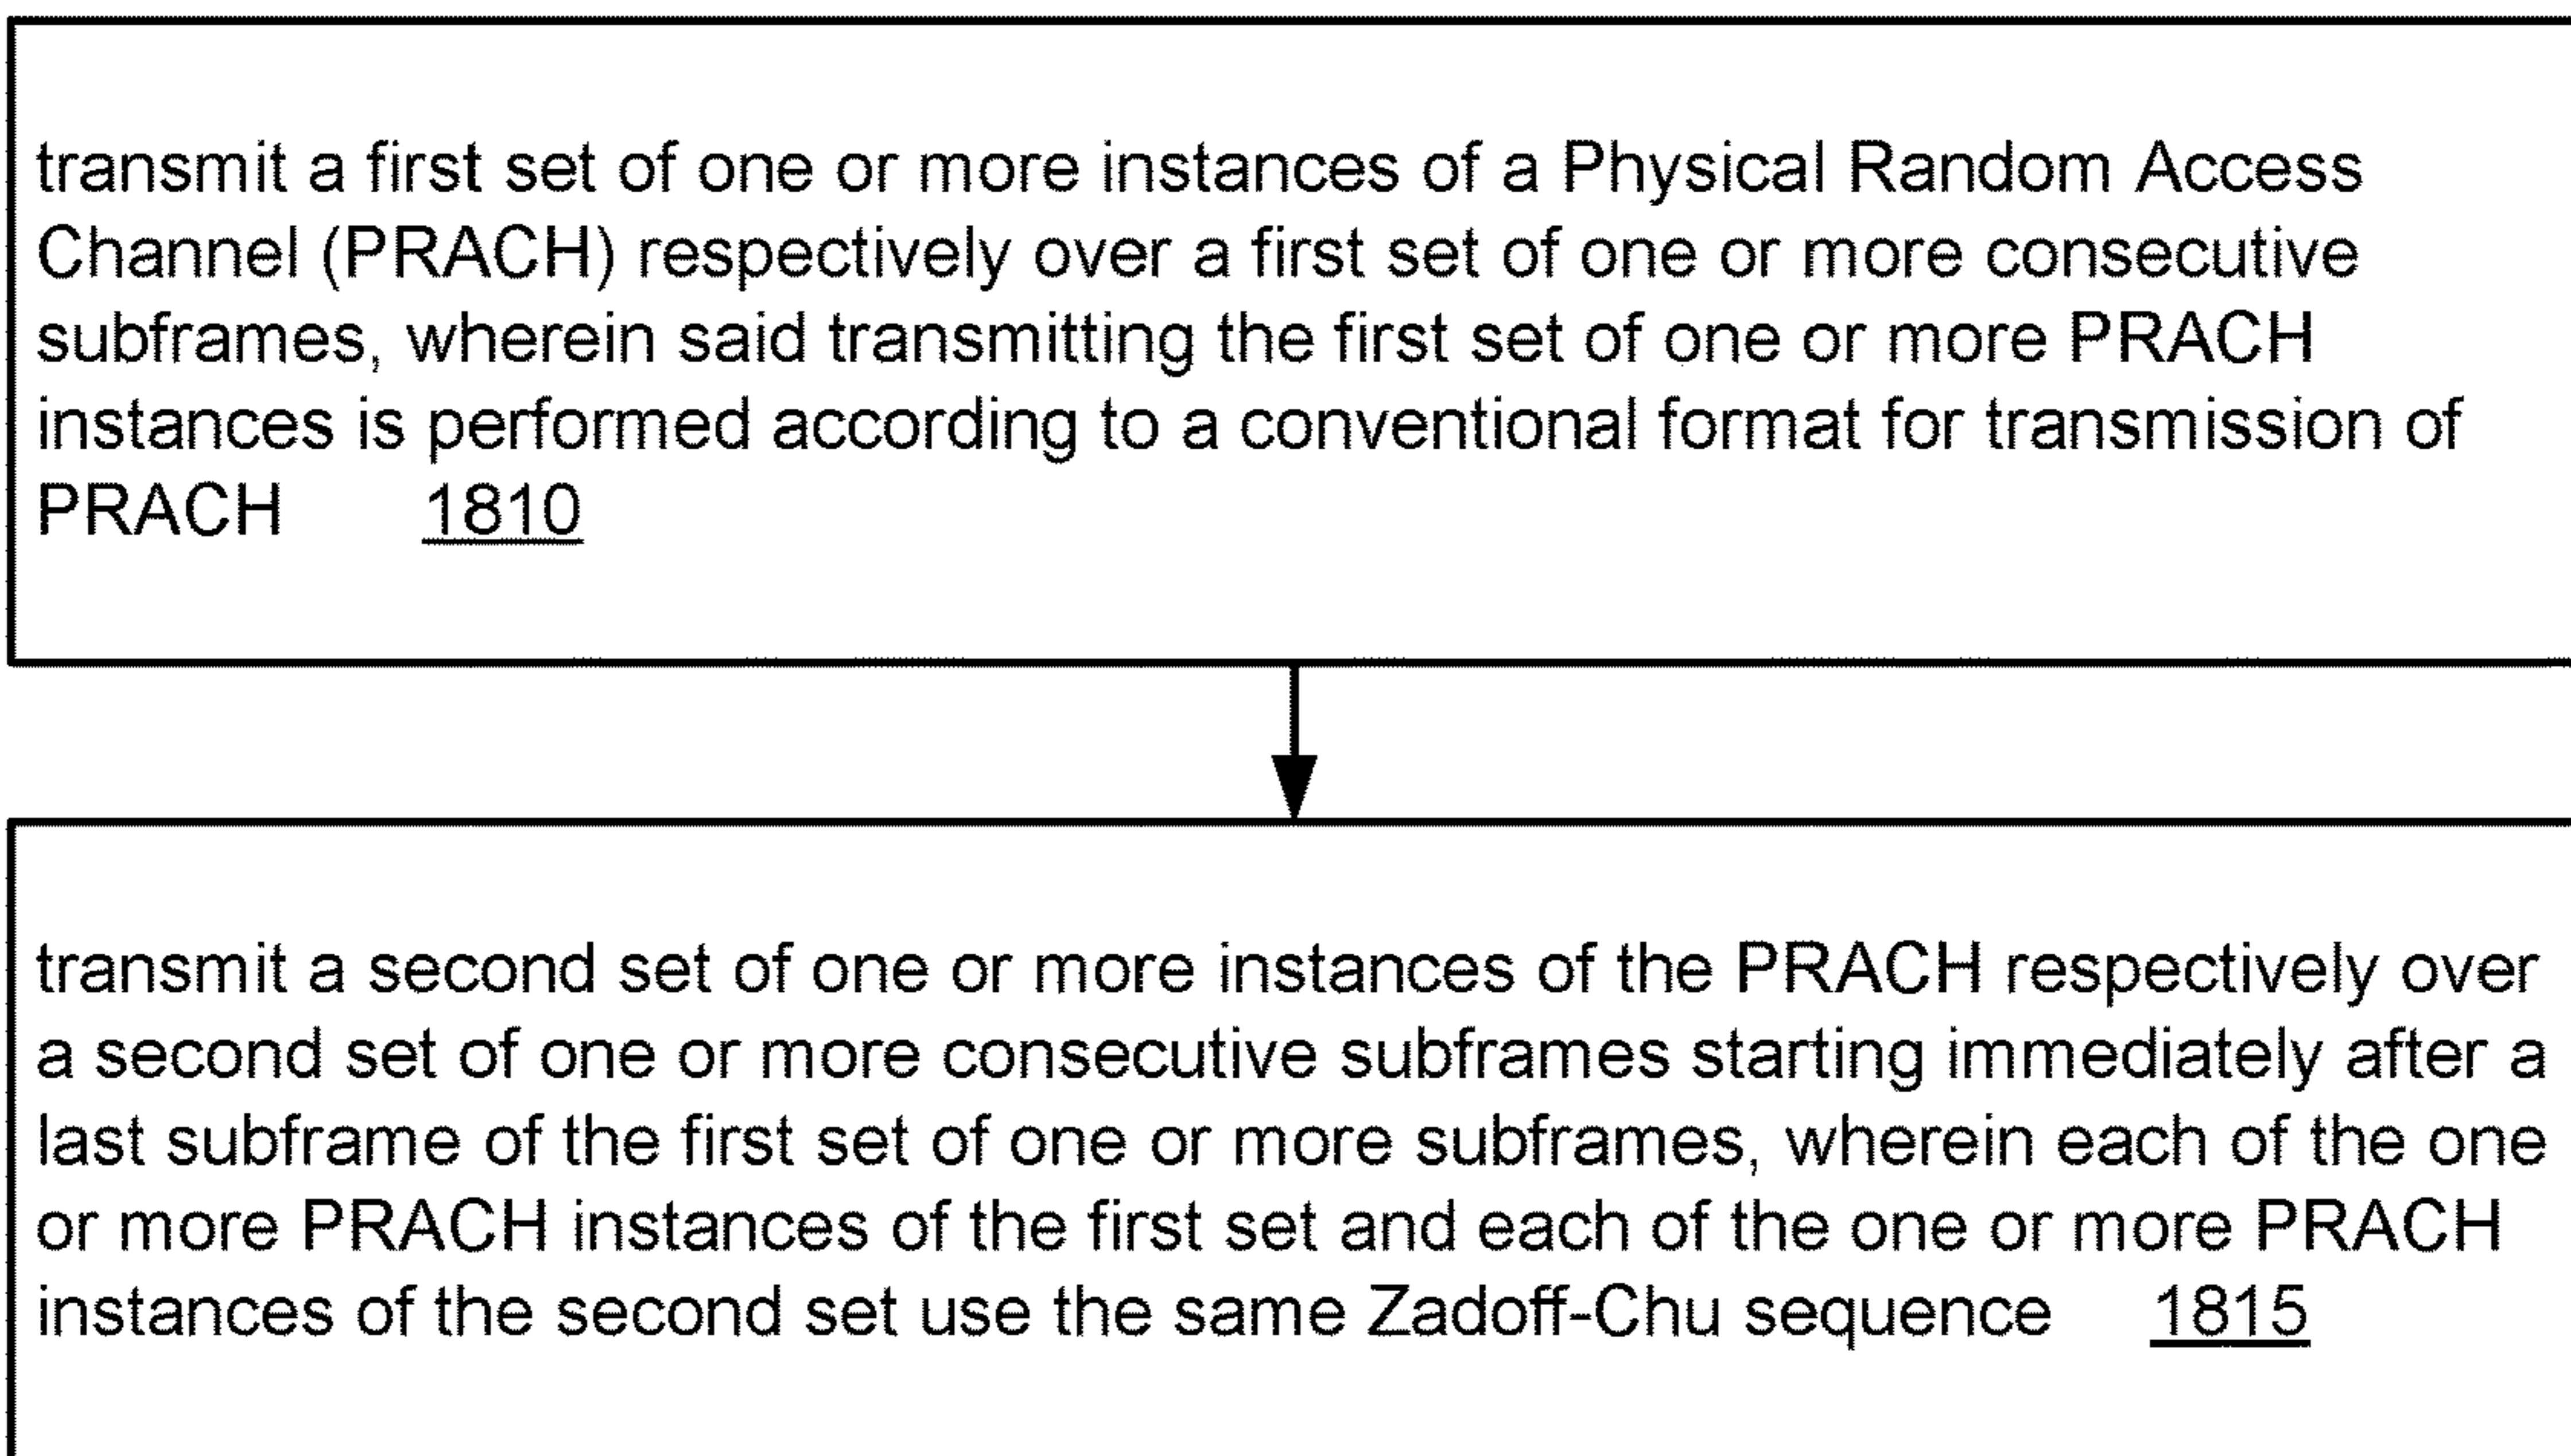 transmit a first set of one or more instances of a Physical Random Access
Channel (PRACH) respectively over a first set of one or more consecutive
subframes, wherein said transmitting the first set of one or more PRACH
instances is performed according to a conventional format for transmission of
PRACH 1810
transmit a second set of one or more instances of the PRACH respectively over
a second set of one or more consecutive subframes starting immediately after a
last subframe of the first set of one or more subframes, wherein each of the one
or more PRACH instances of the first set and each of the one or more PRACH
instances of the second set use the same Zadoff-Chu sequence 1815